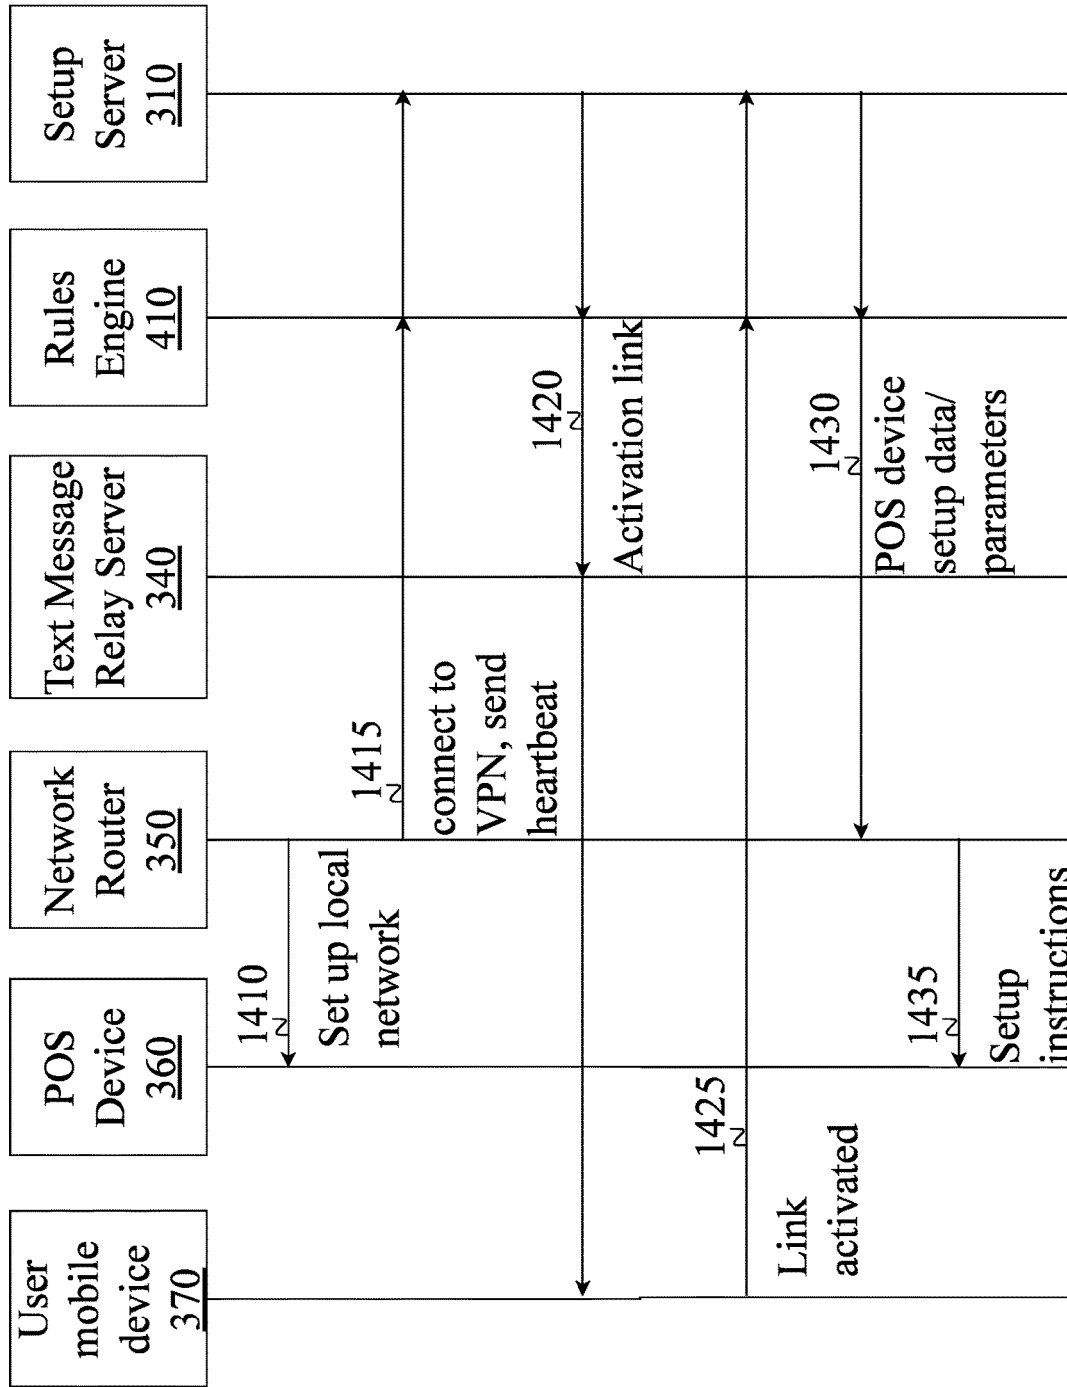 User
mobile
device
370
POS
Device
360
Network
Router
350
Text Message
Relay Server
340
Rules
Engine
410
Setup
Server
310
1410
Set up local
network
1415
connect to
VPN, send
heartbeat
1420
Activation link
1425
Link
activated
1430
POS device
setup data/
parameters
1435
Setup
instructions